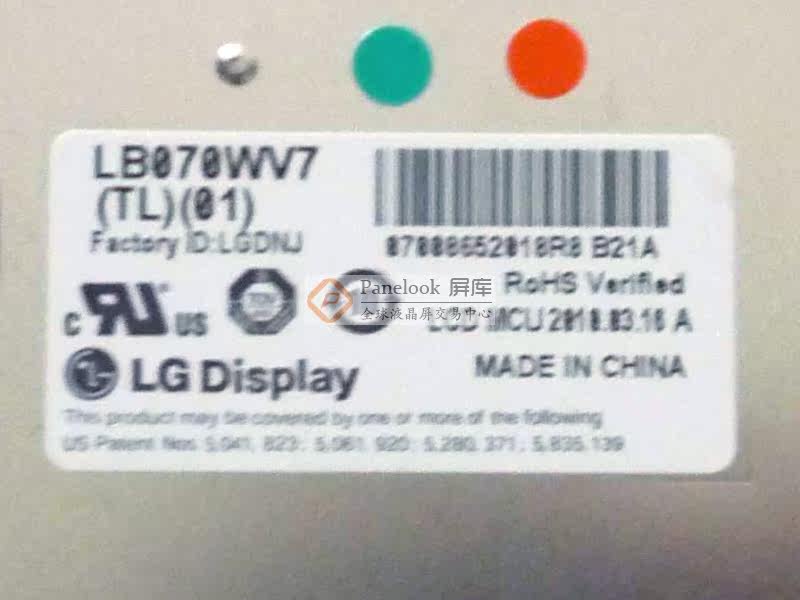 LB070WV7
(TL)(01)
Factory ID:LGDNJ
07008652018R8 B21A
Panelook 屏库
全球液晶屏交易中心
RoHS Verified
c RU US
LCD MCU 2010.03.16 A
LG Display
MADE IN CHINA
This product may be covered by one or more of the following
US Patent Nos. 5,041, 823; 5,061, 920; 5,280, 371; 5,835,139